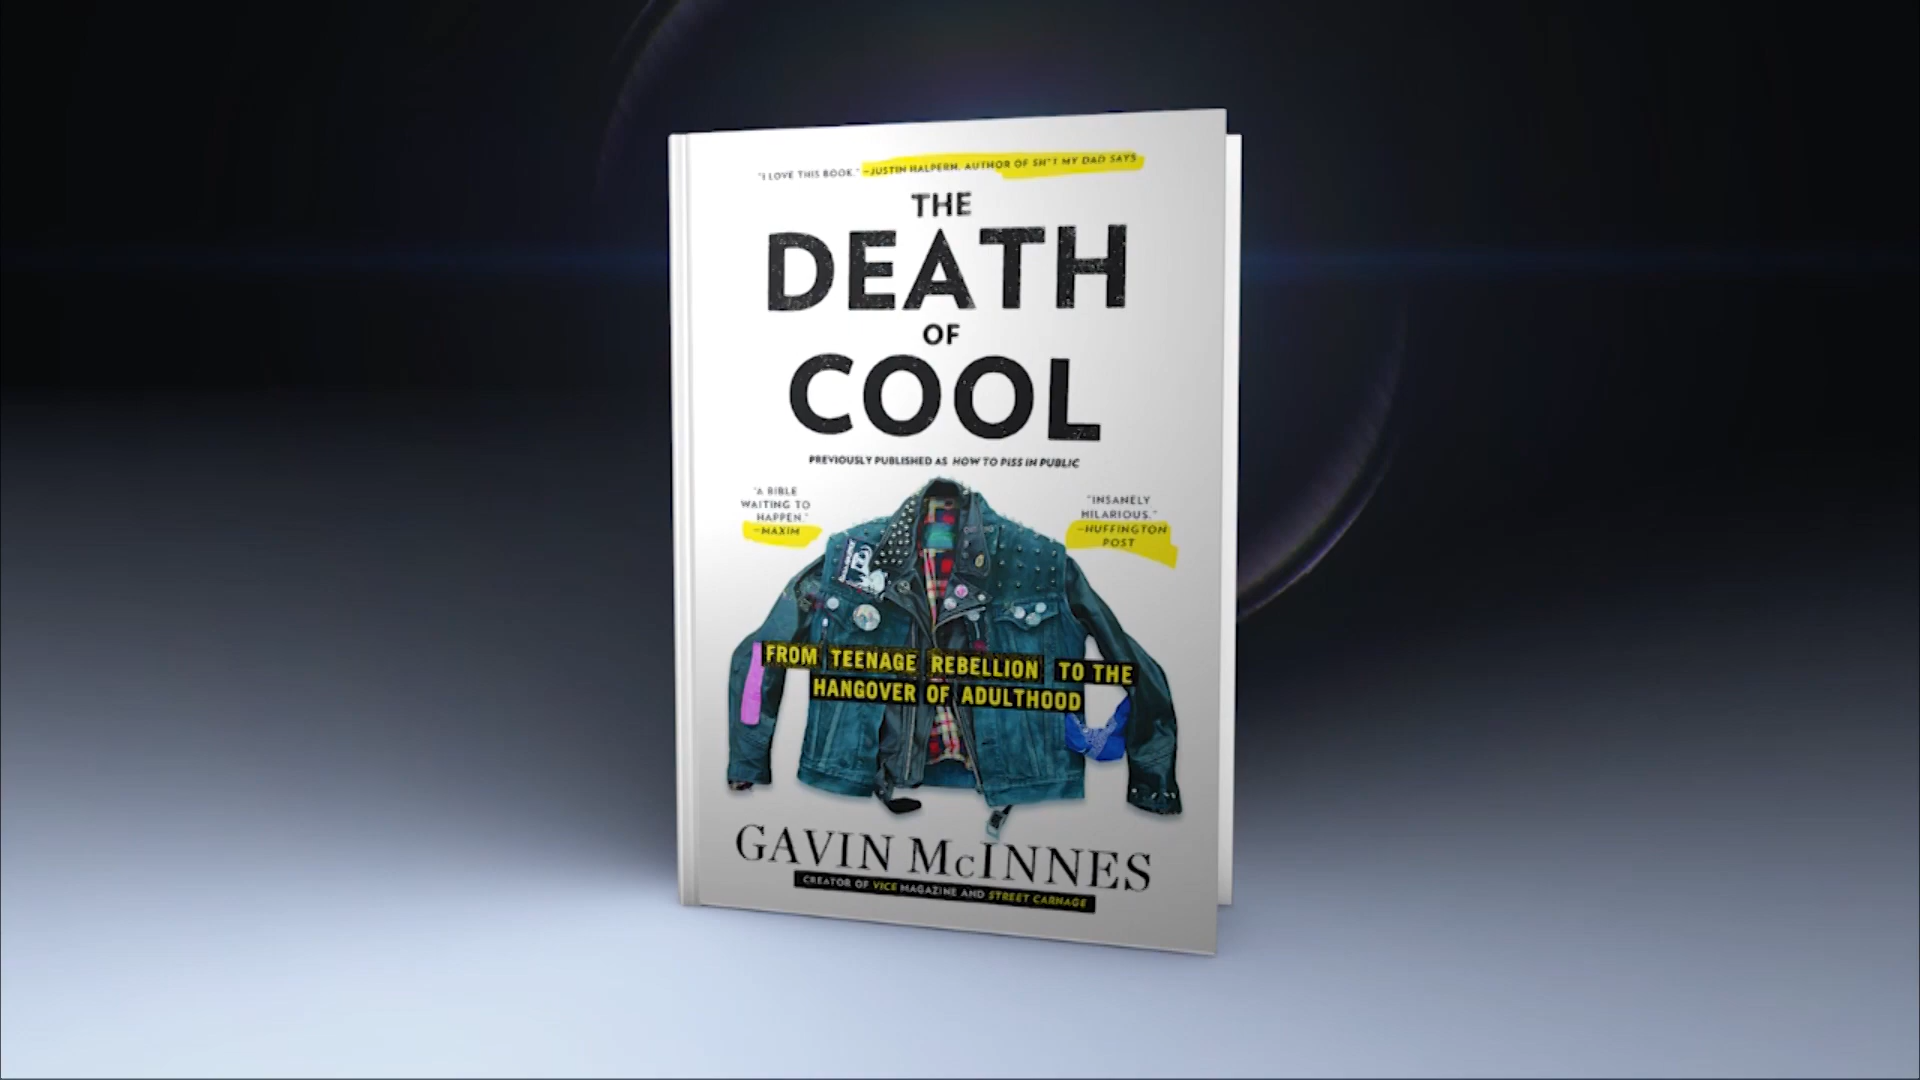 "I LOVE THIS BOOK." –JUSTIN HALPERN, AUTHOR OF SH*T MY DAD SAYS
THE
DEATH
OF
COOL
PREVIOUSLY PUBLISHED AS HOW TO PISS IN PUBLIC
"A BIBLE
WAITING TO
HAPPEN."
–MAXIM
"INSANELY
HILARIOUS."
–HUFFINGTON
POST
FROM TEENAGE REBELLION TO THE
HANGOVER OF ADULTHOOD
GAVIN McINNES
CREATOR OF VICE MAGAZINE AND STREET CARNAGE